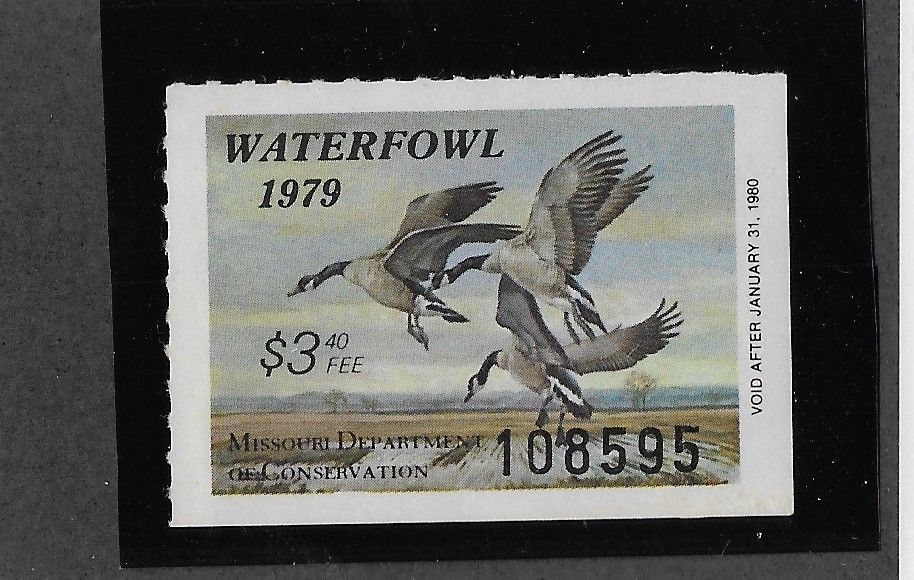 WATERFOWL
1979
$3 40
FEE
MISSOURI DEPARTMENT
OF CONSERVATION
108595
VOID AFTER JANUARY 31, 1980